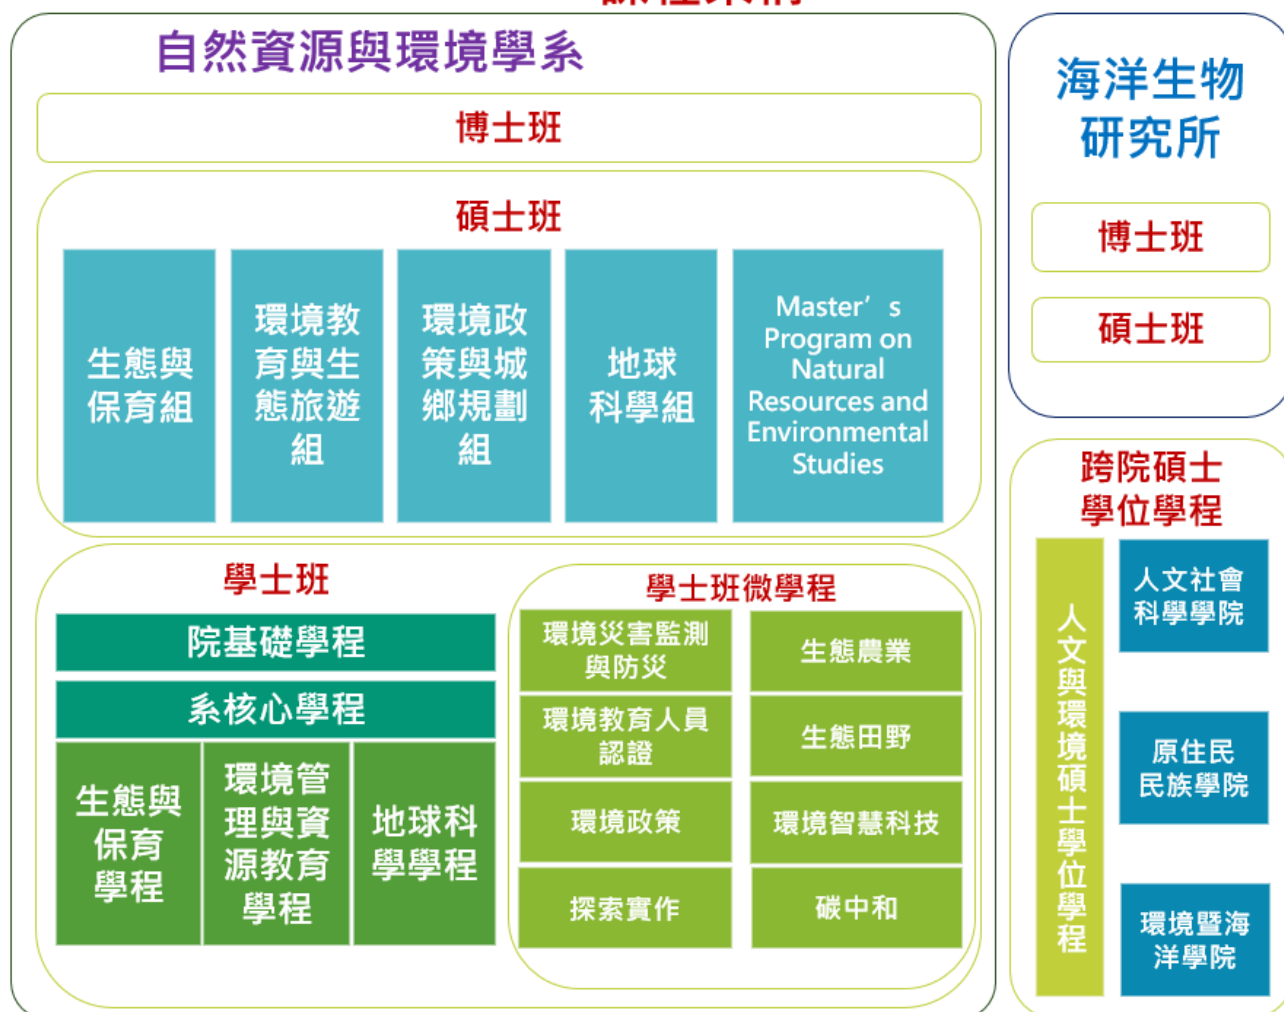 課程架構
自然資源與環境學系
博士班
碩士班
生態與
保育組
環境教
育與生
態旅遊
組
環境政
策與城
鄉規劃
組
地球
科學組
Master’s
Program on
Natural
Resources and
Environmental
Studies
學士班
院基礎學程
系核心學程
生態與
保育
學程
環境管
理與資
源教育
學程
地球科
學學程
學士班微學程
環境災害監測
與防災
生態農業
環境教育人員
認證
生態田野
環境政策
環境智慧科技
探索實作
碳中和
海洋生物
研究所
博士班
碩士班
跨院碩士
學位學程
人文與環境碩士學位學程
人文社會
科學學院
原住民
民族學院
環境暨海
洋學院